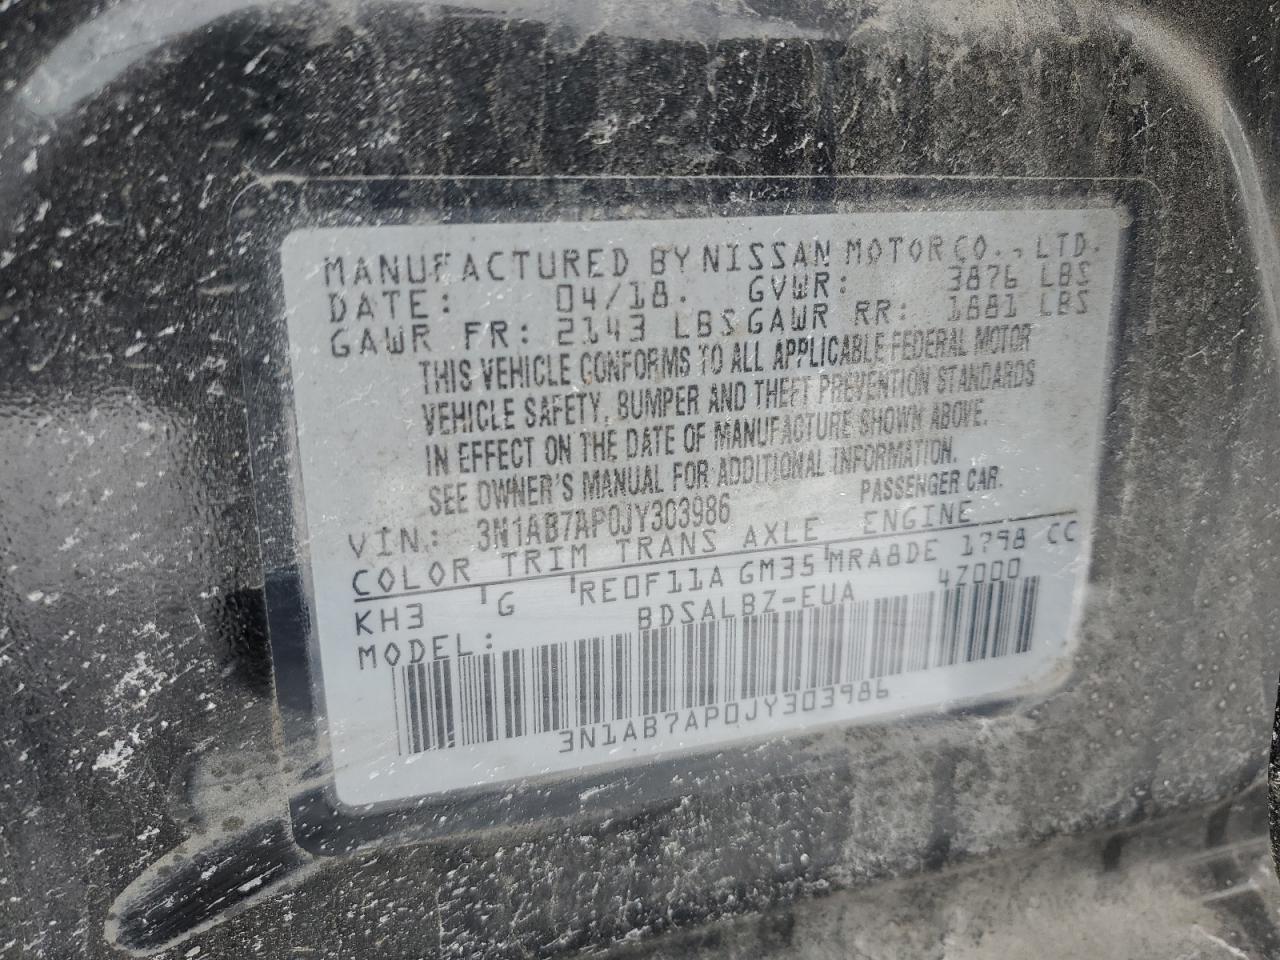 MANUFACTURED BY NISSAN MOTOR CO., LTD.
DATE: 04/18. GVWR: 3876 LBS
GAWR FR: 2143 LBS GAWR RR: 1881 LBS
THIS VEHICLE CONFORMS TO ALL APPLICABLE FEDERAL MOTOR
VEHICLE SAFETY, BUMPER AND THEFT PREVENTION STANDARDS
IN EFFECT ON THE DATE OF MANUFACTURE SHOWN ABOVE.
SEE OWNER'S MANUAL FOR ADDITIONAL INFORMATION.
VIN: 3N1AB7AP0JY303986 PASSENGER CAR.
COLOR TRIM TRANS AXLE ENGINE
KH3 G RE0F11A GM35 MRA8DE 1798 CC
MODEL: BDSALBZ-EUA 4Z000
3N1AB7AP0JY303986